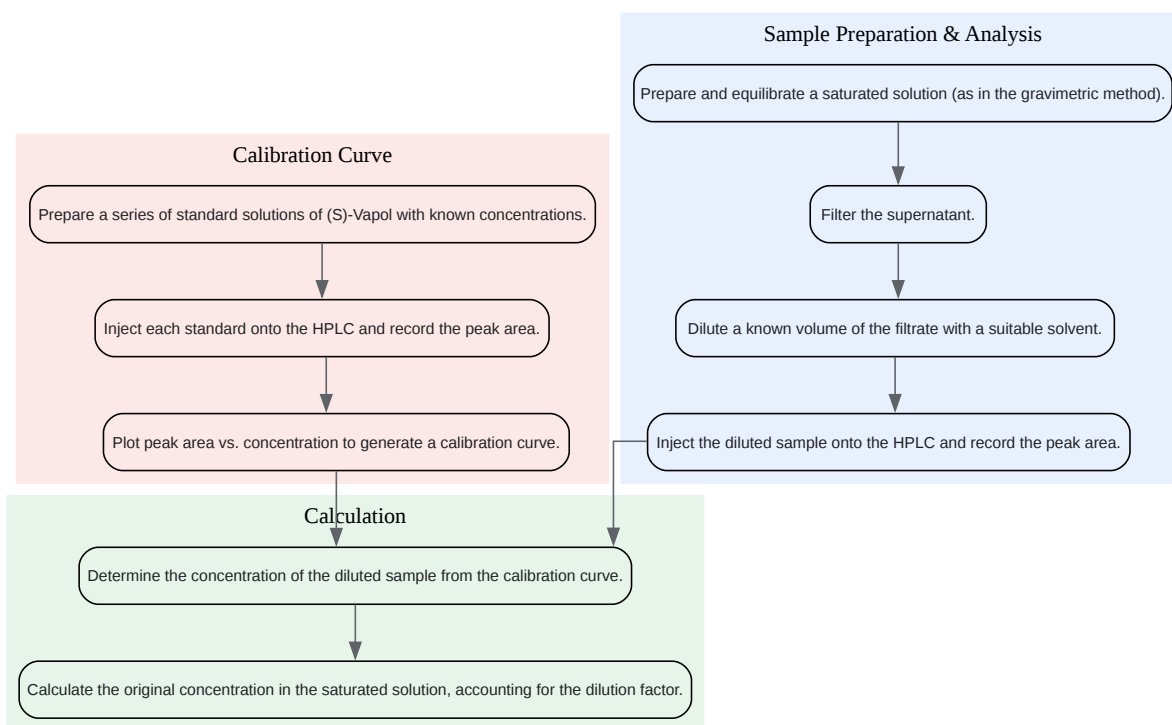 Sample Preparation & Analysis
Prepare and equilibrate a saturated solution (as in the gravimetric method).
Filter the supernatant.
Dilute a known volume of the filtrate with a suitable solvent.
Inject the diluted sample onto the HPLC and record the peak area.
Calibration Curve
Prepare a series of standard solutions of (S)-Vapol with known concentrations.
Inject each standard onto the HPLC and record the peak area.
Plot peak area vs. concentration to generate a calibration curve.
Calculation
Determine the concentration of the diluted sample from the calibration curve.
Calculate the original concentration in the saturated solution, accounting for the dilution factor.